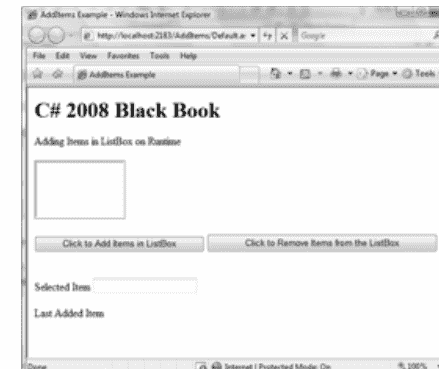 AddItems Example - Windows Internet Explorer
http://localhost:2183/AddItems/Default.a
Google
File Edit View Favorites Tools Help
AddItems Example
Page Tools
C# 2008 Black Book
Adding Items in ListBox on Runtime
Click to Add Items in ListBox Click to Remove Items from the ListBox
Selected Item
Last Added Item
Done Internet | Protected Mode: On 100%